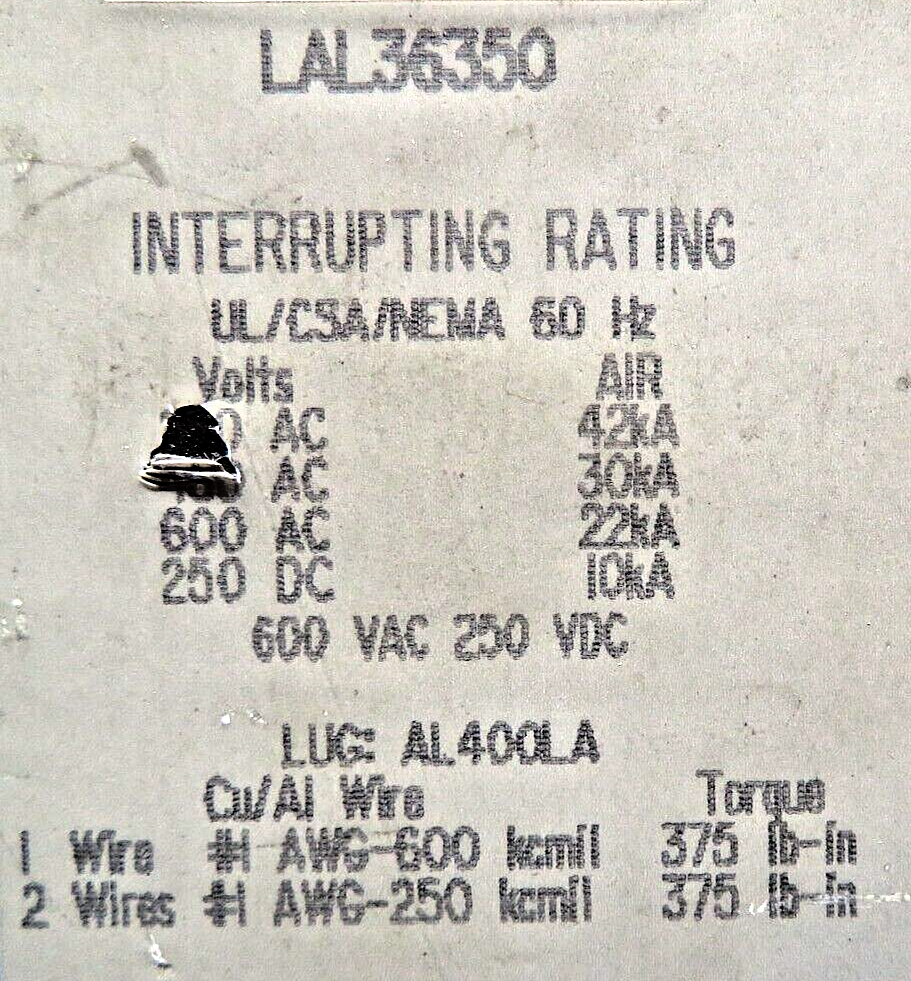 LAL36350
INTERRUPTING RATING
UL/CSA/NEMA 60 Hz
Volts AIR
AC 42kA
AC 30kA
600 AC 22kA
250 DC 10kA
600 VAC 250 VDC
LUG: AL400LA
Cu/Al Wire Torque
1 Wire #1 AWG-600 kcmil 375 lb-in
2 Wires #1 AWG-250 kcmil 375 lb-in